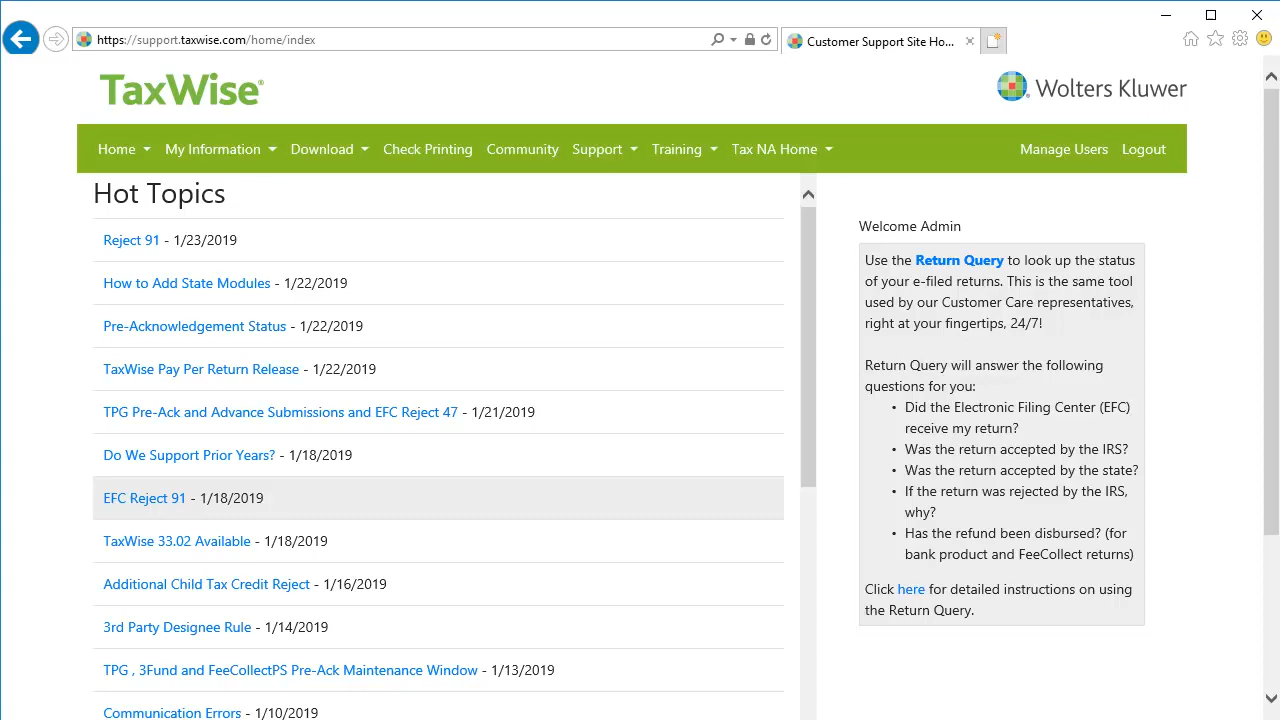 https://support.taxwise.com/home/index
Customer Support Site Ho...
TaxWise®
Wolters Kluwer
Home My Information Download Check Printing Community Support Training Tax NA Home Manage Users Logout
Hot Topics
Reject 91 - 1/23/2019
How to Add State Modules - 1/22/2019
Pre-Acknowledgement Status - 1/22/2019
TaxWise Pay Per Return Release - 1/22/2019
TPG Pre-Ack and Advance Submissions and EFC Reject 47 - 1/21/2019
Do We Support Prior Years? - 1/18/2019
EFC Reject 91 - 1/18/2019
TaxWise 33.02 Available - 1/18/2019
Additional Child Tax Credit Reject - 1/16/2019
3rd Party Designee Rule - 1/14/2019
TPG , 3Fund and FeeCollectPS Pre-Ack Maintenance Window - 1/13/2019
Communication Errors - 1/10/2019
Welcome Admin
Use the Return Query to look up the status
of your e-filed returns. This is the same tool
used by our Customer Care representatives,
right at your fingertips, 24/7!
Return Query will answer the following
questions for you:
• Did the Electronic Filing Center (EFC)
receive my return?
• Was the return accepted by the IRS?
• Was the return accepted by the state?
• If the return was rejected by the IRS,
why?
• Has the refund been disbursed? (for
bank product and FeeCollect returns)
Click here for detailed instructions on using
the Return Query.